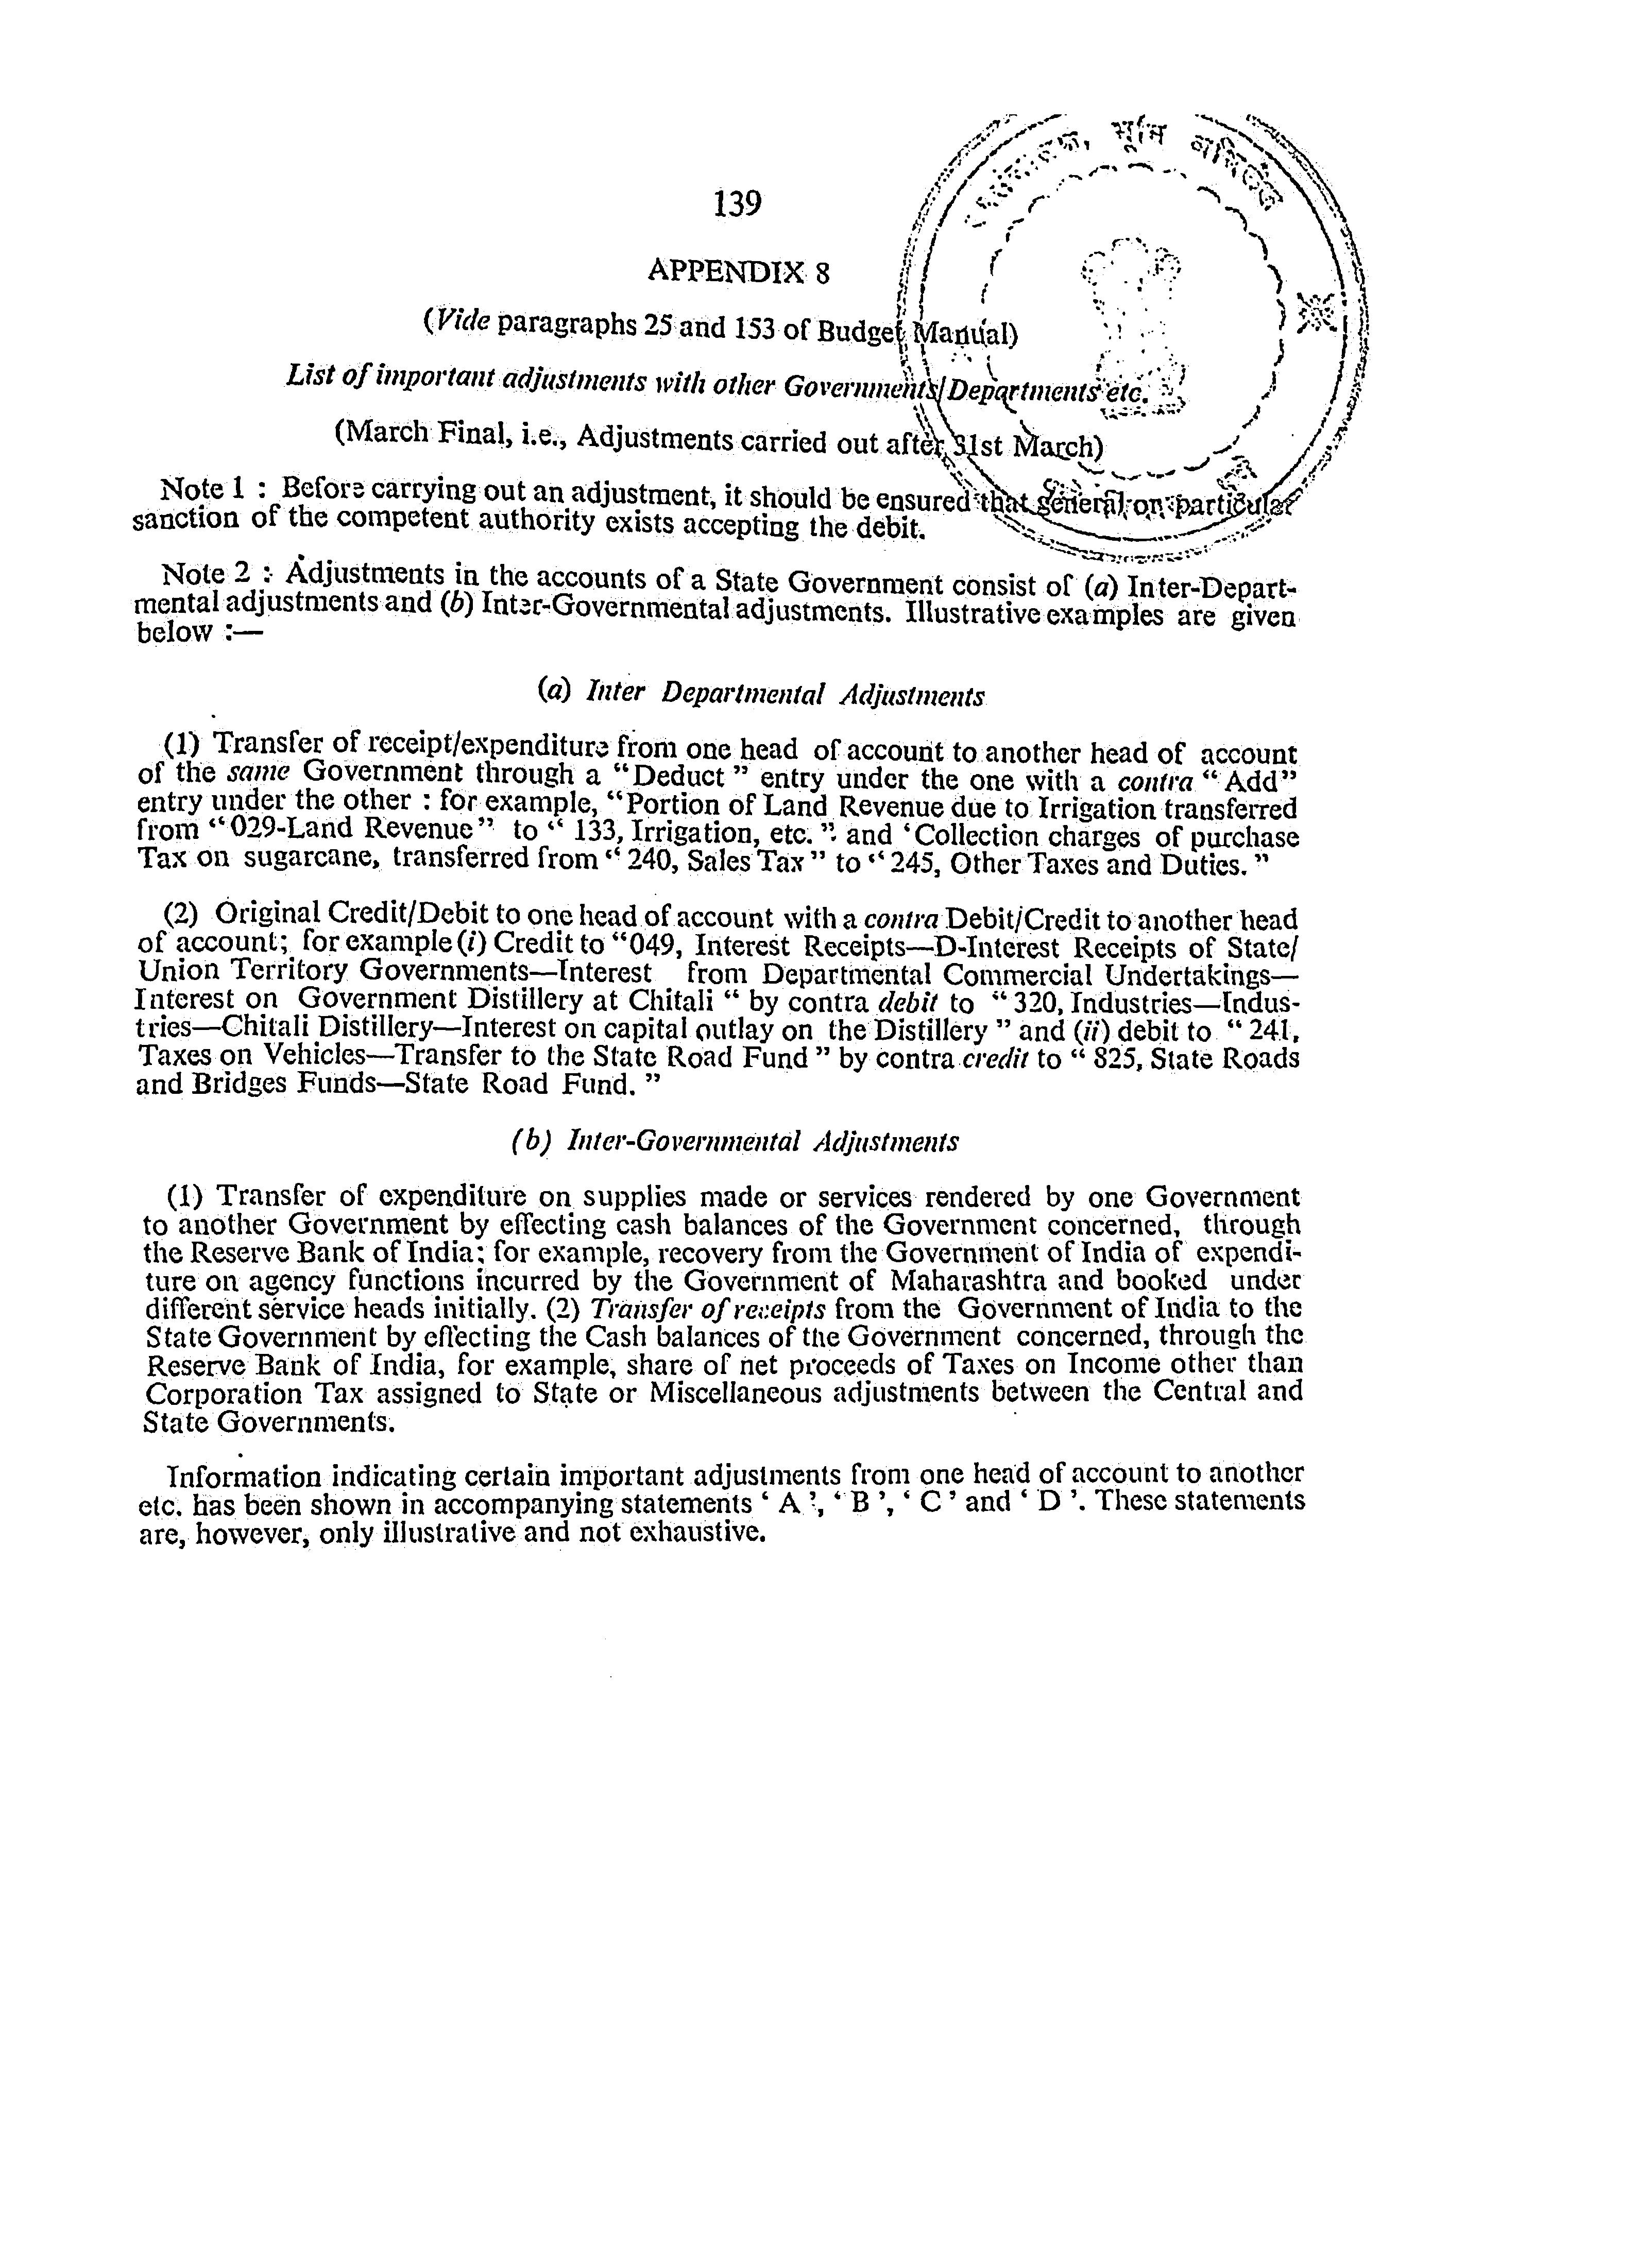 भूमि
139
APPENDIX 8
(Vide paragraphs 25 and 153 of Budget Manual)
List of important adjustments with other Governments/Departments etc.
(March Final, i.e., Adjustments carried out after 31st March)
Note 1 : Before carrying out an adjustment, it should be ensured that general or particular
sanction of the competent authority exists accepting the debit.
Note 2 : Adjustments in the accounts of a State Government consist of (a) Inter-Depart-
mental adjustments and (b) Inter-Governmental adjustments. Illustrative examples are given
below :—
(a) Inter Departmental Adjustments
(1) Transfer of receipt/expenditure from one head of account to another head of account
of the same Government through a "Deduct" entry under the one with a contra "Add"
entry under the other : for example, "Portion of Land Revenue due to Irrigation transferred
from "029-Land Revenue" to " 133, Irrigation, etc. ". and 'Collection charges of purchase
Tax on sugarcane, transferred from " 240, Sales Tax " to " 245, Other Taxes and Duties. "
(2) Original Credit/Debit to one head of account with a contra Debit/Credit to another head
of account; for example (i) Credit to "049, Interest Receipts—D-Interest Receipts of State/
Union Territory Governments—Interest from Departmental Commercial Undertakings—
Interest on Government Distillery at Chitali " by contra debit to " 320, Industries—Indus-
tries—Chitali Distillery—Interest on capital outlay on the Distillery " and (ii) debit to " 241,
Taxes on Vehicles—Transfer to the State Road Fund " by contra credit to " 825, State Roads
and Bridges Funds—State Road Fund. "
(b) Inter-Governmental Adjustments
(1) Transfer of expenditure on supplies made or services rendered by one Government
to another Government by effecting cash balances of the Government concerned, through
the Reserve Bank of India; for example, recovery from the Government of India of expendi-
ture on agency functions incurred by the Government of Maharashtra and booked under
different service heads initially. (2) Transfer of receipts from the Government of India to the
State Government by effecting the Cash balances of the Government concerned, through the
Reserve Bank of India, for example, share of net proceeds of Taxes on Income other than
Corporation Tax assigned to State or Miscellaneous adjustments between the Central and
State Governments.
Information indicating certain important adjustments from one head of account to another
etc. has been shown in accompanying statements ' A ', ' B ', ' C ' and ' D '. These statements
are, however, only illustrative and not exhaustive.